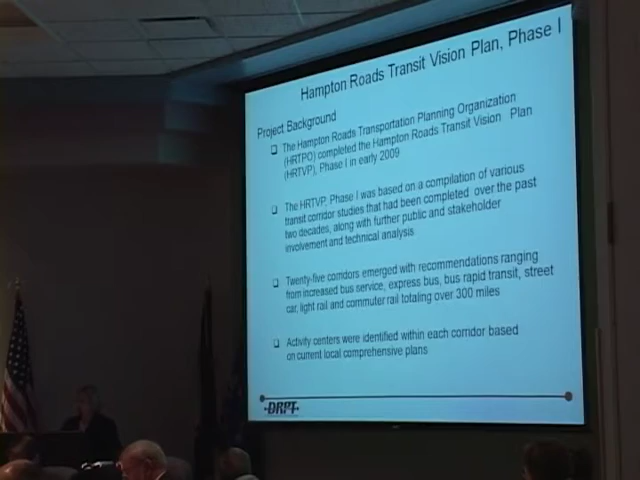 Hampton Roads Transit Vision Plan, Phase I
Project Background
The Hampton Roads Transportation Planning Organization
(HRTPO) completed the Hampton Roads Transit Vision Plan
(HRTVP), Phase I in early 2009
The HRTVP, Phase I was based on a compilation of various
transit corridor studies that had been completed over the past
two decades, along with further public and stakeholder
involvement and technical analysis
Twenty-five corridors emerged with recommendations ranging
from increased bus service, express bus, bus rapid transit, street
car, light rail and commuter rail totaling over 300 miles
Activity centers were identified within each corridor based
on current local comprehensive plans
DRPT